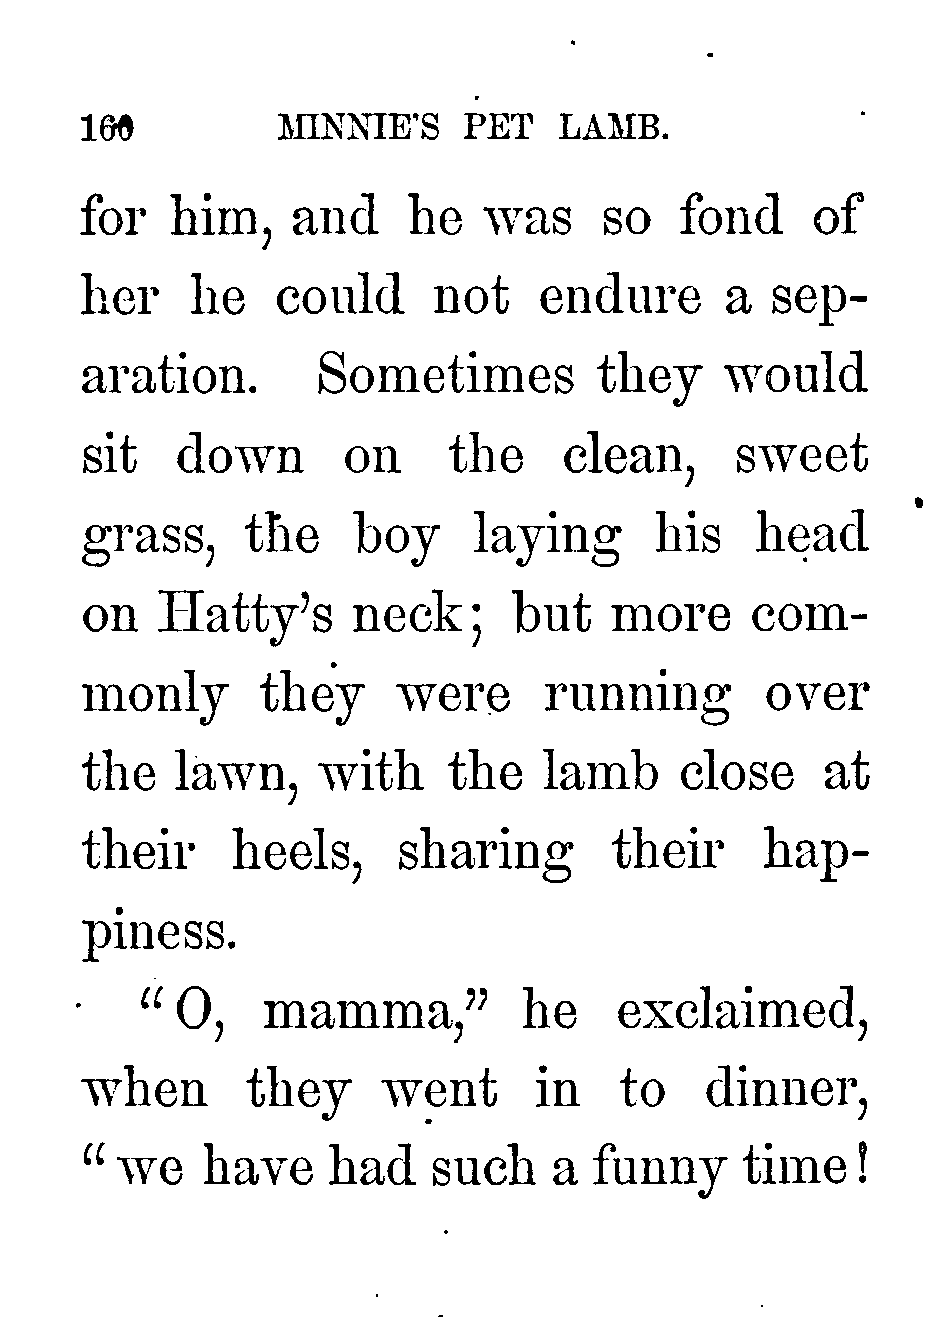 160 MINNIE'S PET LAMB.
for him, and he was so fond of
her he could not endure a sep-
aration. Sometimes they would
sit down on the clean, sweet
grass, the boy laying his head
on Hatty's neck; but more com-
monly they were running over
the lawn, with the lamb close at
their heels, sharing their hap-
piness.
"O, mamma," he exclaimed,
when they went in to dinner,
"we have had such a funny time!